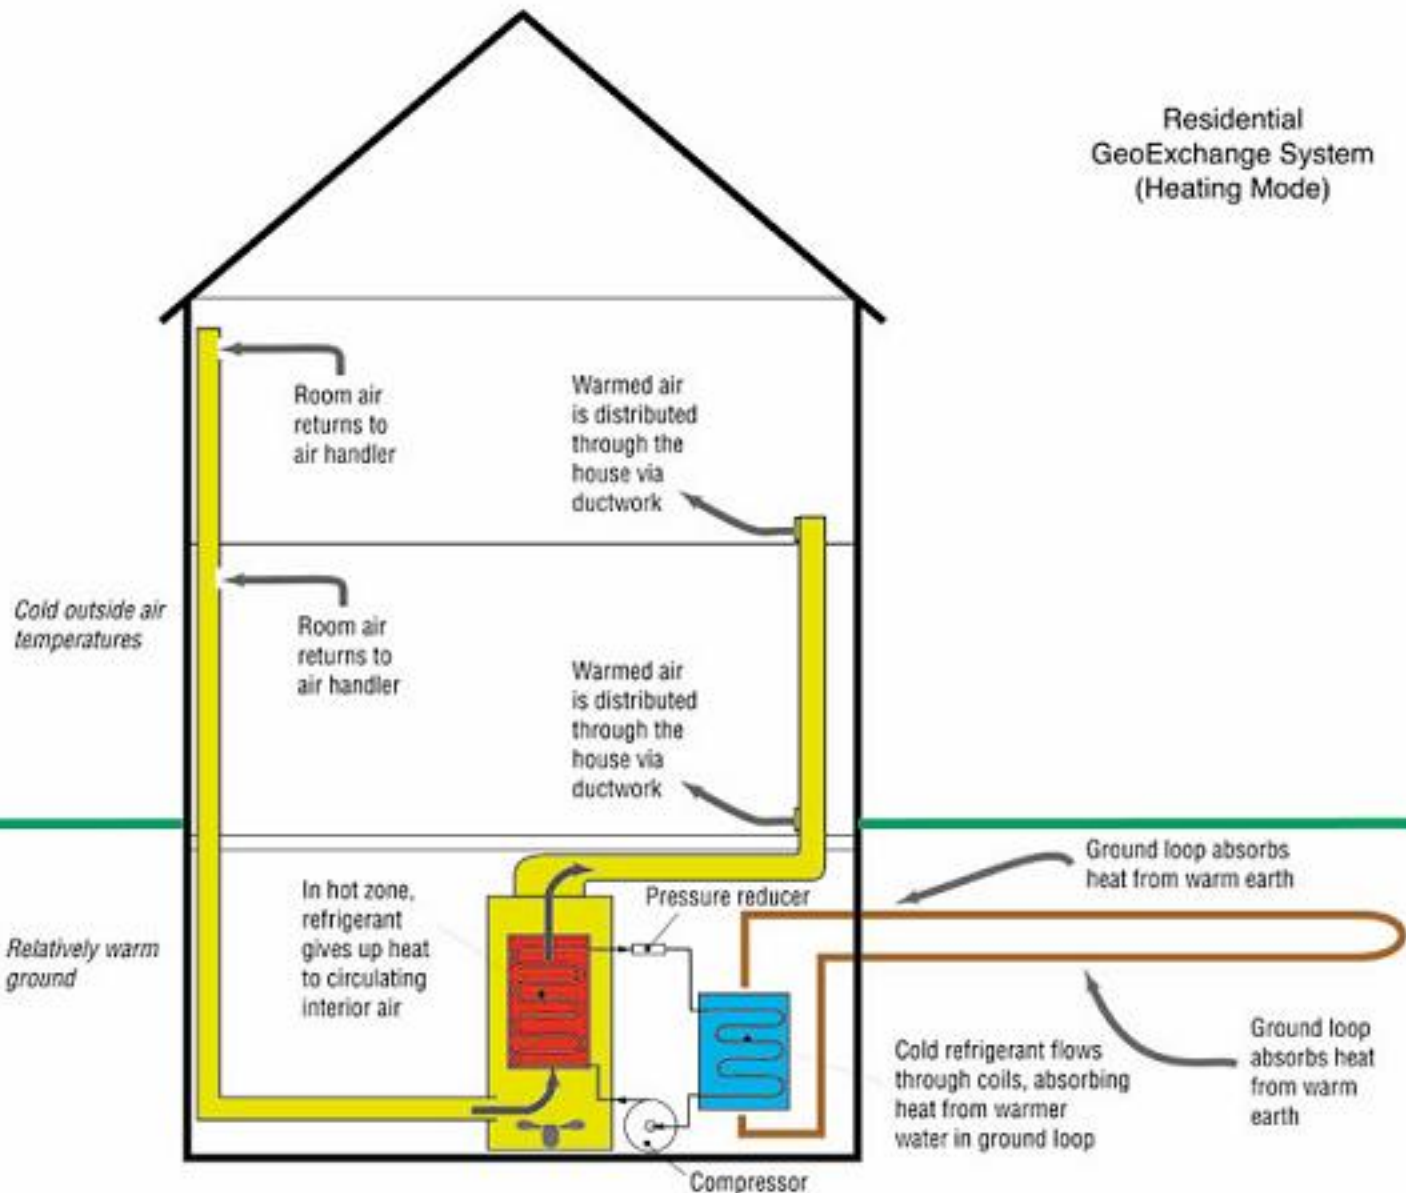 Residential
GeoExchange System
(Heating Mode)
Room air
returns to
air handler
Warmed air
is distributed
through the
house via
ductwork
Cold outside air
temperatures
Room air
returns to
air handler
Warmed air
is distributed
through the
house via
ductwork
Ground loop absorbs
heat from warm earth
In hot zone,
refrigerant
gives up heat
to circulating
interior air
Pressure reducer
Relatively warm
ground
Cold refrigerant flows
through coils, absorbing
heat from warmer
water in ground loop
Ground loop
absorbs heat
from warm
earth
Compressor